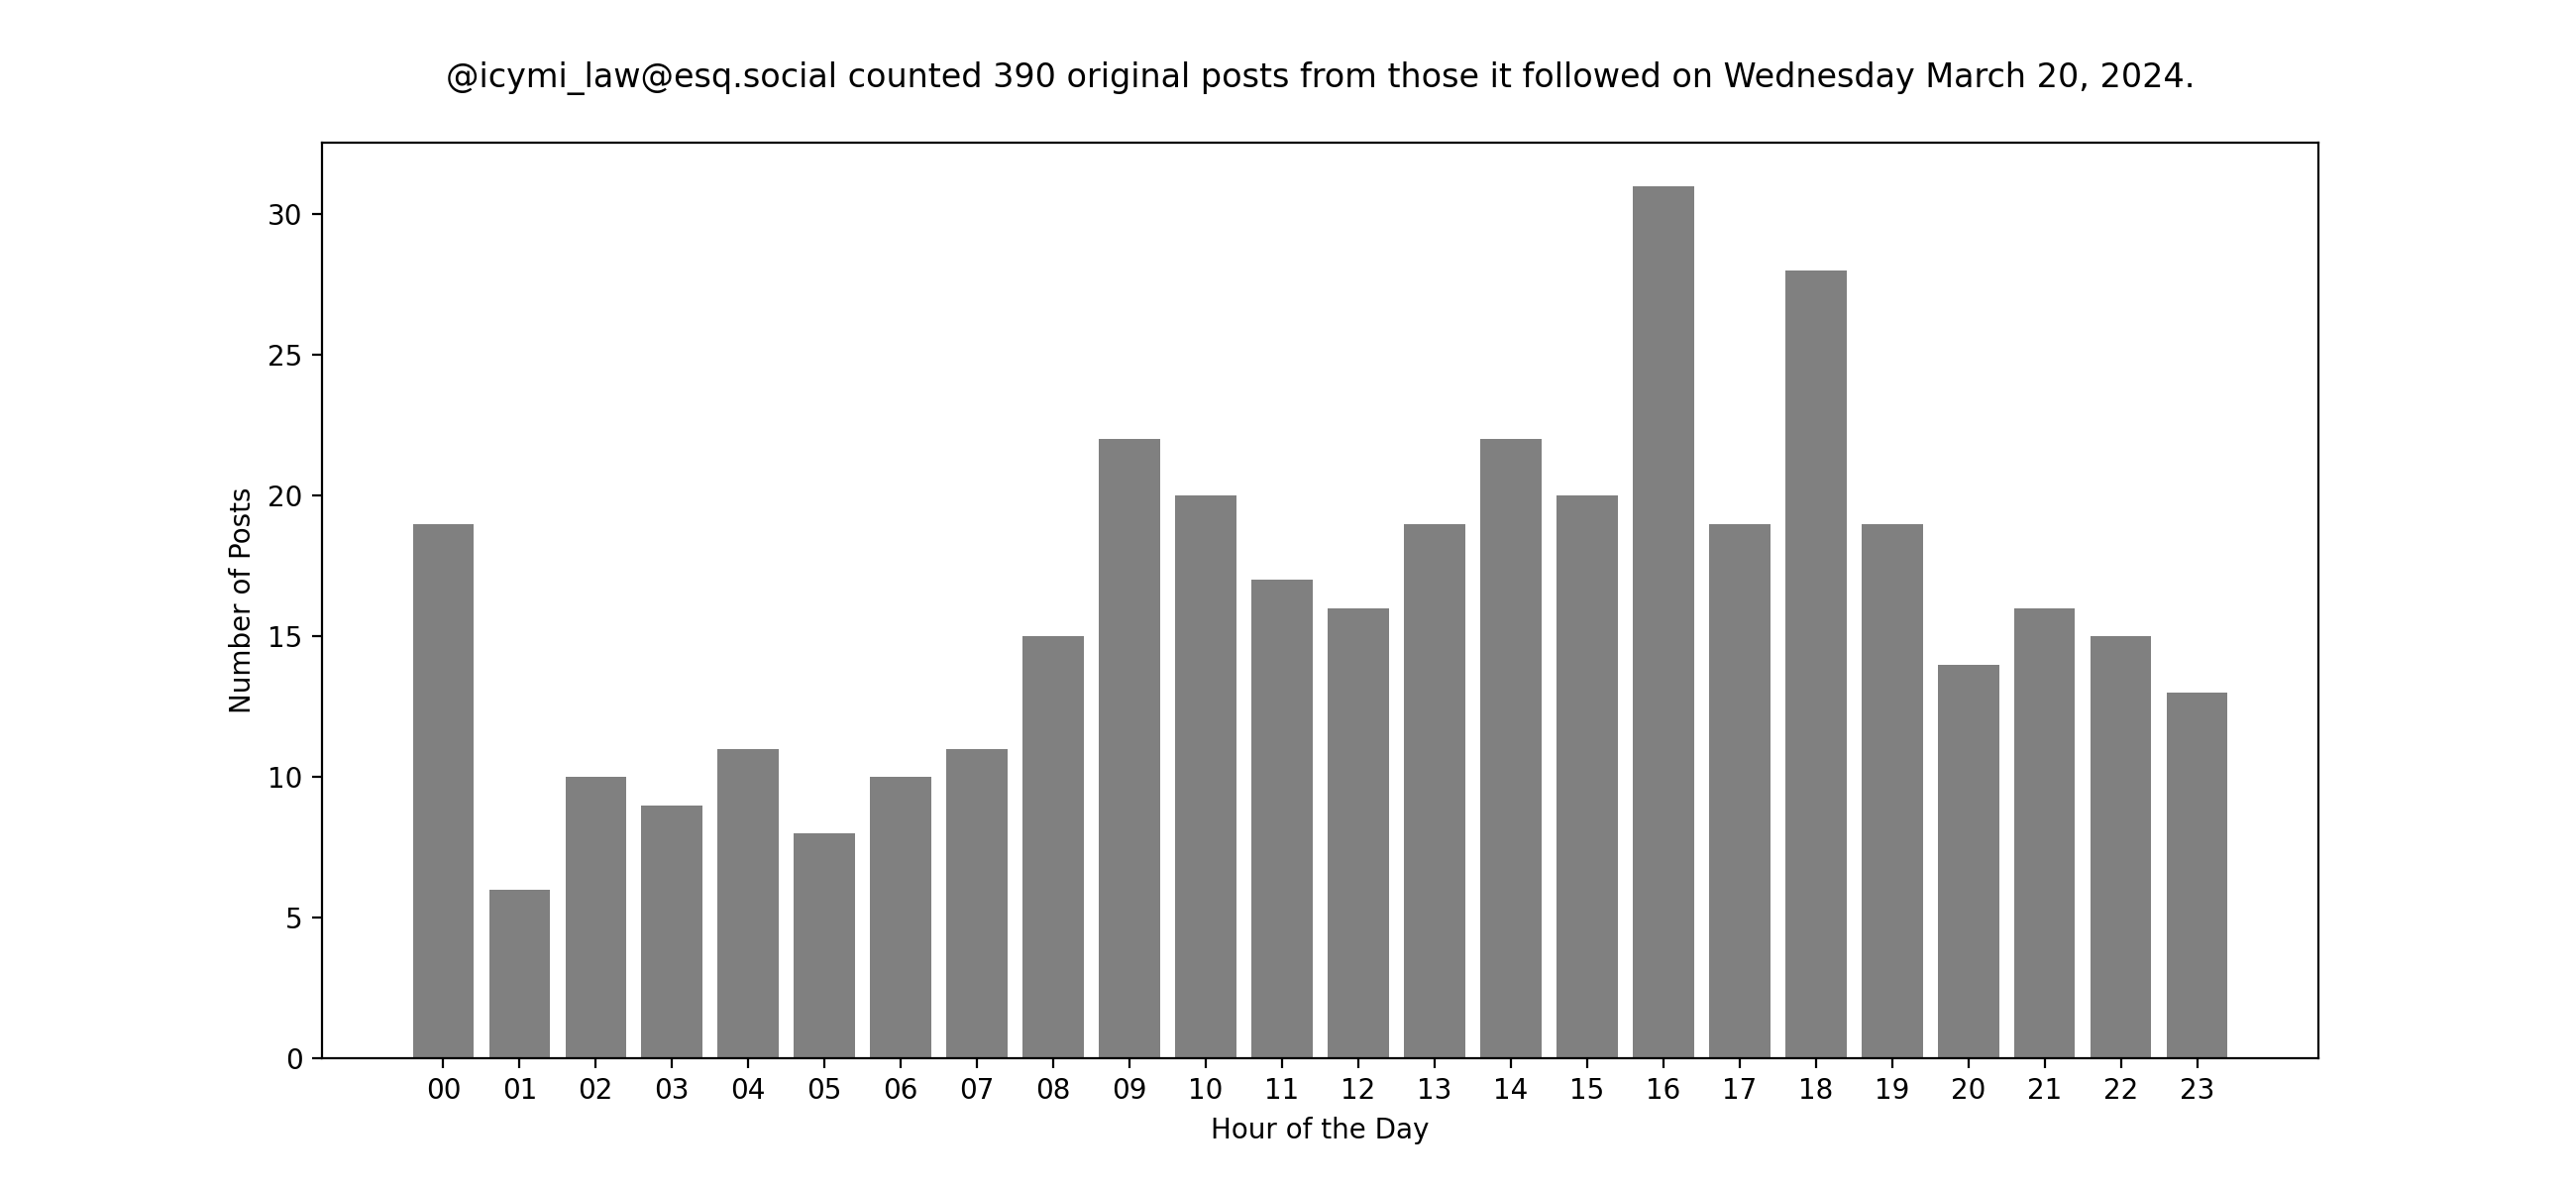 @icymi_law@esq.social counted 390 original posts from those it followed on Wednesday March 20, 2024.
30
25
20
15
10
5
0
Number of Posts
00 01 02 03 04 05 06 07 08 09 10 11 12 13 14 15 16 17 18 19 20 21 22 23
Hour of the Day